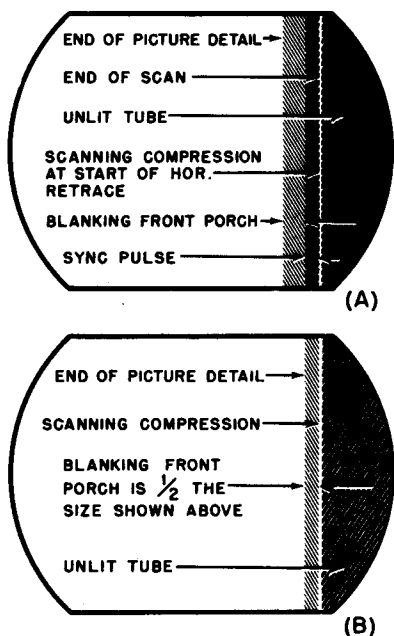 END OF PICTURE DETAIL
END OF SCAN
UNLIT TUBE
SCANNING COMPRESSION
AT START OF HOR.
RETRACE
BLANKING FRONT PORCH
SYNC PULSE
(A)
END OF PICTURE DETAIL
SCANNING COMPRESSION
BLANKING FRONT
PORCH IS 1/2 THE
SIZE SHOWN ABOVE
UNLIT TUBE
(B)